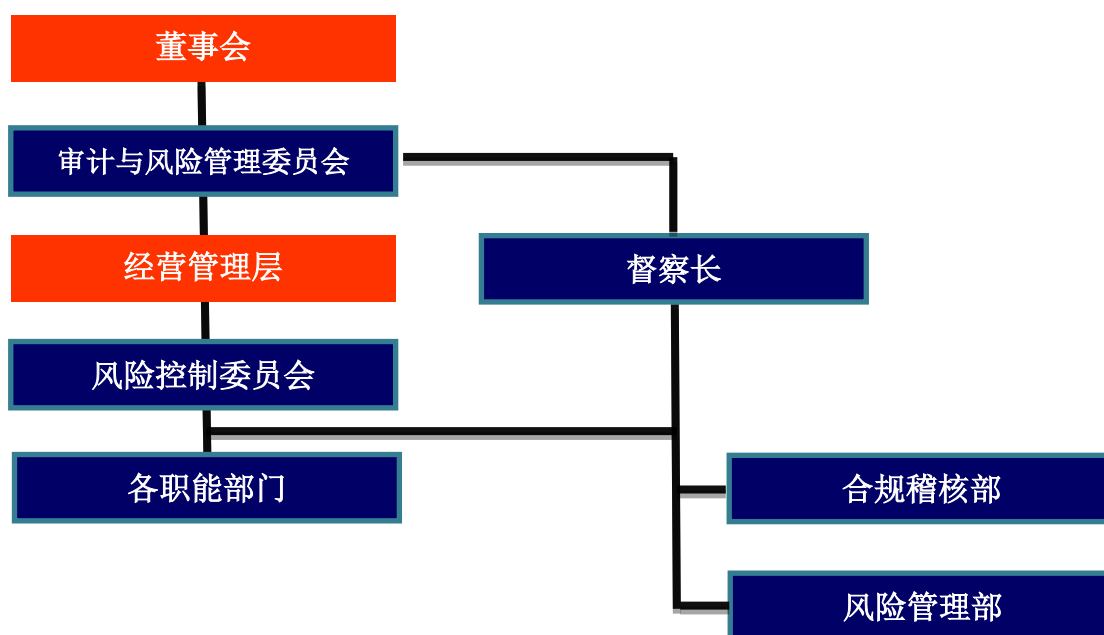 董事会
审计与风险管理委员会
经营管理层
督察长
风险控制委员会
各职能部门
合规稽核部
风险管理部